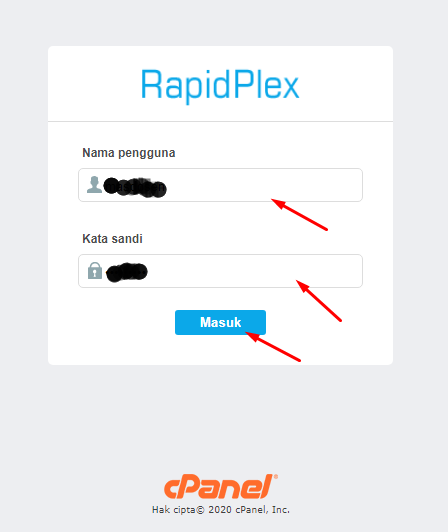 RapidPlex
Nama pengguna
Kata sandi
Masuk
cPanel®
Hak cipta© 2020 cPanel, Inc.